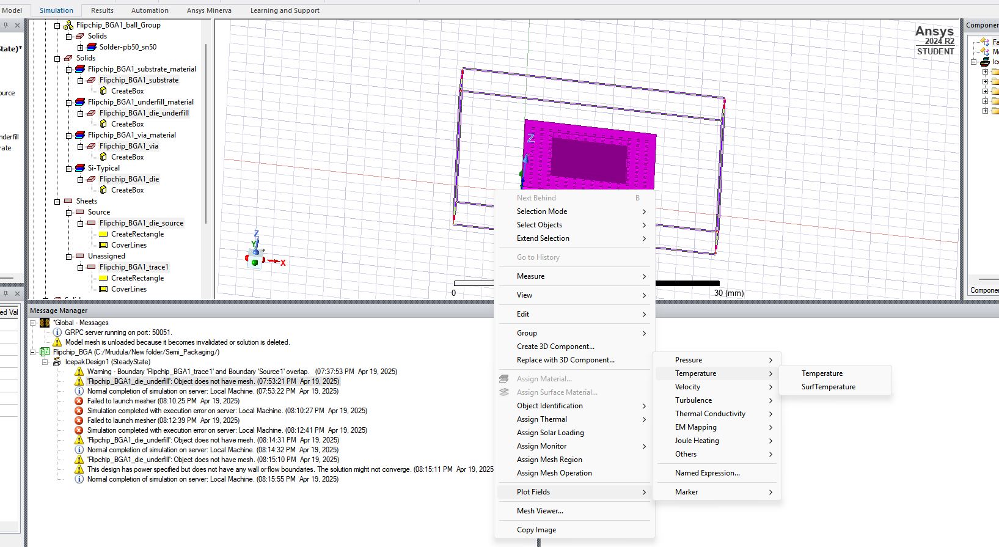 Model Simulation Results Automation Ansys Minerva Learning and Support
State)*
ource
nderfill
rate
ed Val
Flipchip_BGA1_ball_Group
Solids
Solder-pb50_sn50
Solids
Flipchip_BGA1_substrate_material
Flipchip_BGA1_substrate
CreateBox
Flipchip_BGA1_underfill_material
Flipchip_BGA1_die_underfill
CreateBox
Flipchip_BGA1_via_material
Flipchip_BGA1_via
CreateBox
Si-Typical
Flipchip_BGA1_die
CreateBox
Sheets
Source
Flipchip_BGA1_die_source
CreateRectangle
CoverLines
Unassigned
Flipchip_BGA1_trace1
CreateRectangle
CoverLines
Ansys
2024 R2
STUDENT
Z
Z
Y
X
0
30 (mm)
Componen
Fa
Mo
Ice
Componen
Next Behind B
Selection Mode
Select Objects
Extend Selection
Go to History
Measure
View
Edit
Group
Create 3D Component...
Replace with 3D Component...
Assign Material...
Assign Surface Material...
Object Identification
Assign Thermal
Assign Solar Loading
Assign Monitor
Assign Mesh Region
Assign Mesh Operation
Plot Fields
Mesh Viewer...
Copy Image
Pressure
Temperature
Velocity
Turbulence
Thermal Conductivity
EM Mapping
Joule Heating
Others
Named Expression...
Marker
Temperature
SurfTemperature
Message Manager
*Global - Messages
GRPC server running on port: 50051.
Model mesh is unloaded because it becomes invalidated or solution is deleted.
Flipchip_BGA (C:/Mrudula/New folder/Semi_Packaging/)
IcepakDesign1 (SteadyState)
Warning - Boundary 'Flipchip_BGA1_trace1' and Boundary 'Source1' overlap. (07:37:53 PM Apr 19, 2025)
'Flipchip_BGA1_die_underfill': Object does not have mesh. (07:53:21 PM Apr 19, 2025)
Normal completion of simulation on server: Local Machine. (07:53:22 PM Apr 19, 2025)
Failed to launch mesher (08:10:25 PM Apr 19, 2025)
Simulation completed with execution error on server: Local Machine. (08:10:27 PM Apr 19, 2025)
Failed to launch mesher (08:12:39 PM Apr 19, 2025)
Simulation completed with execution error on server: Local Machine. (08:12:41 PM Apr 19, 2025)
'Flipchip_BGA1_die_underfill': Object does not have mesh. (08:14:31 PM Apr 19, 2025)
Normal completion of simulation on server: Local Machine. (08:14:32 PM Apr 19, 2025)
'Flipchip_BGA1_die_underfill': Object does not have mesh. (08:15:10 PM Apr 19, 2025)
This design has power specified but does not have any wall or flow boundaries. The solution might not converge. (08:15:11 PM Apr 19, 2025
Normal completion of simulation on server: Local Machine. (08:15:55 PM Apr 19, 2025)